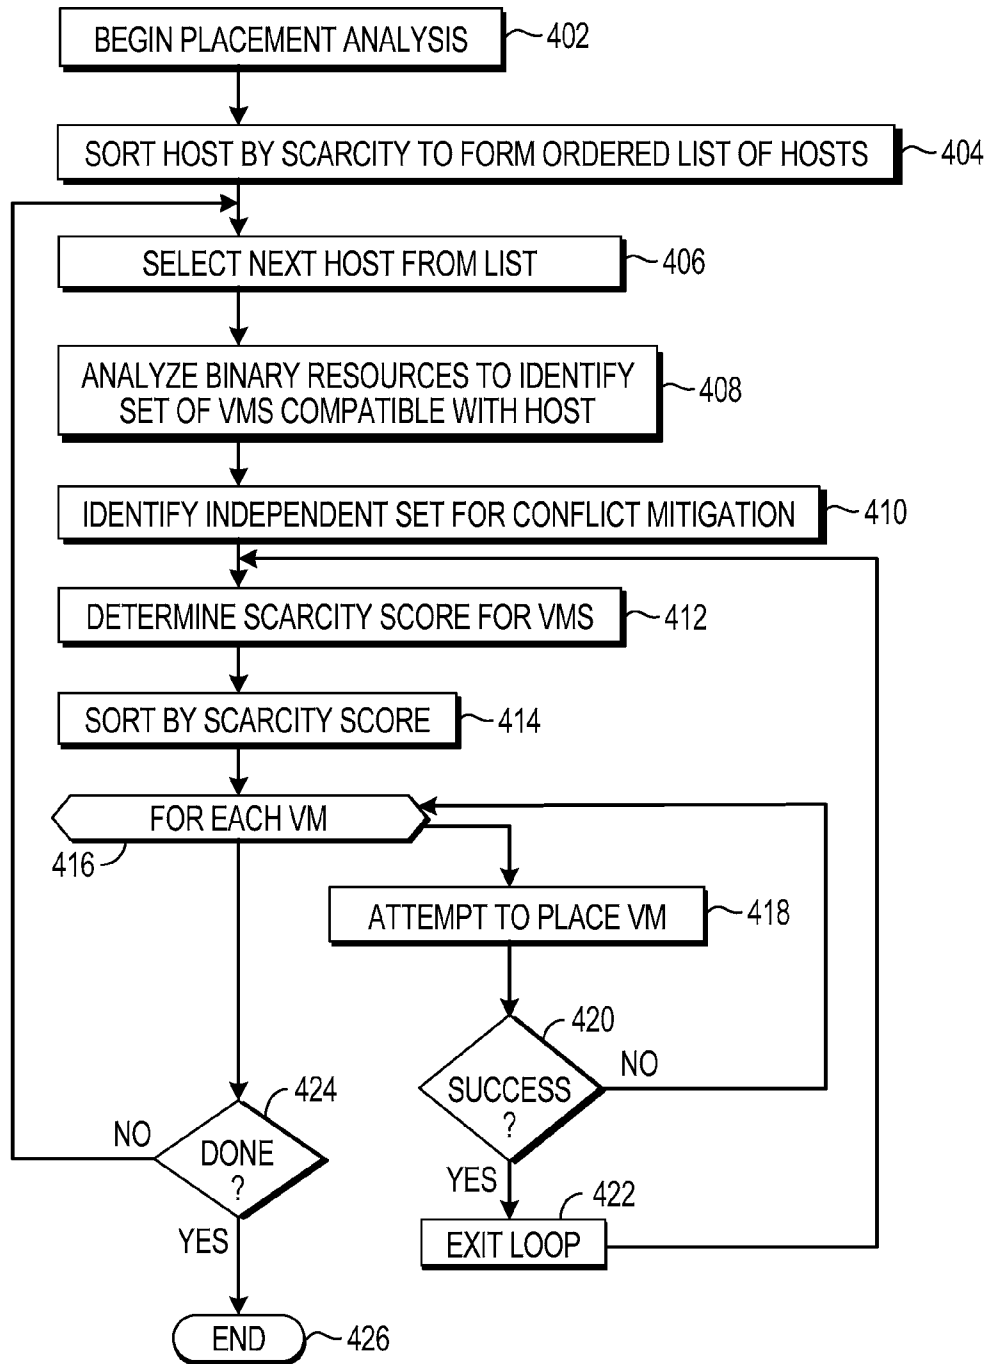 BEGIN PLACEMENT ANALYSIS
402
SORT HOST BY SCARCITY TO FORM ORDERED LIST OF HOSTS
404
SELECT NEXT HOST FROM LIST
406
ANALYZE BINARY RESOURCES TO IDENTIFY
SET OF VMS COMPATIBLE WITH HOST
408
IDENTIFY INDEPENDENT SET FOR CONFLICT MITIGATION
410
DETERMINE SCARCITY SCORE FOR VMS
412
SORT BY SCARCITY SCORE
414
FOR EACH VM
416
ATTEMPT TO PLACE VM
418
420
SUCCESS
?
NO
YES
422
EXIT LOOP
424
DONE
?
NO
YES
END
426